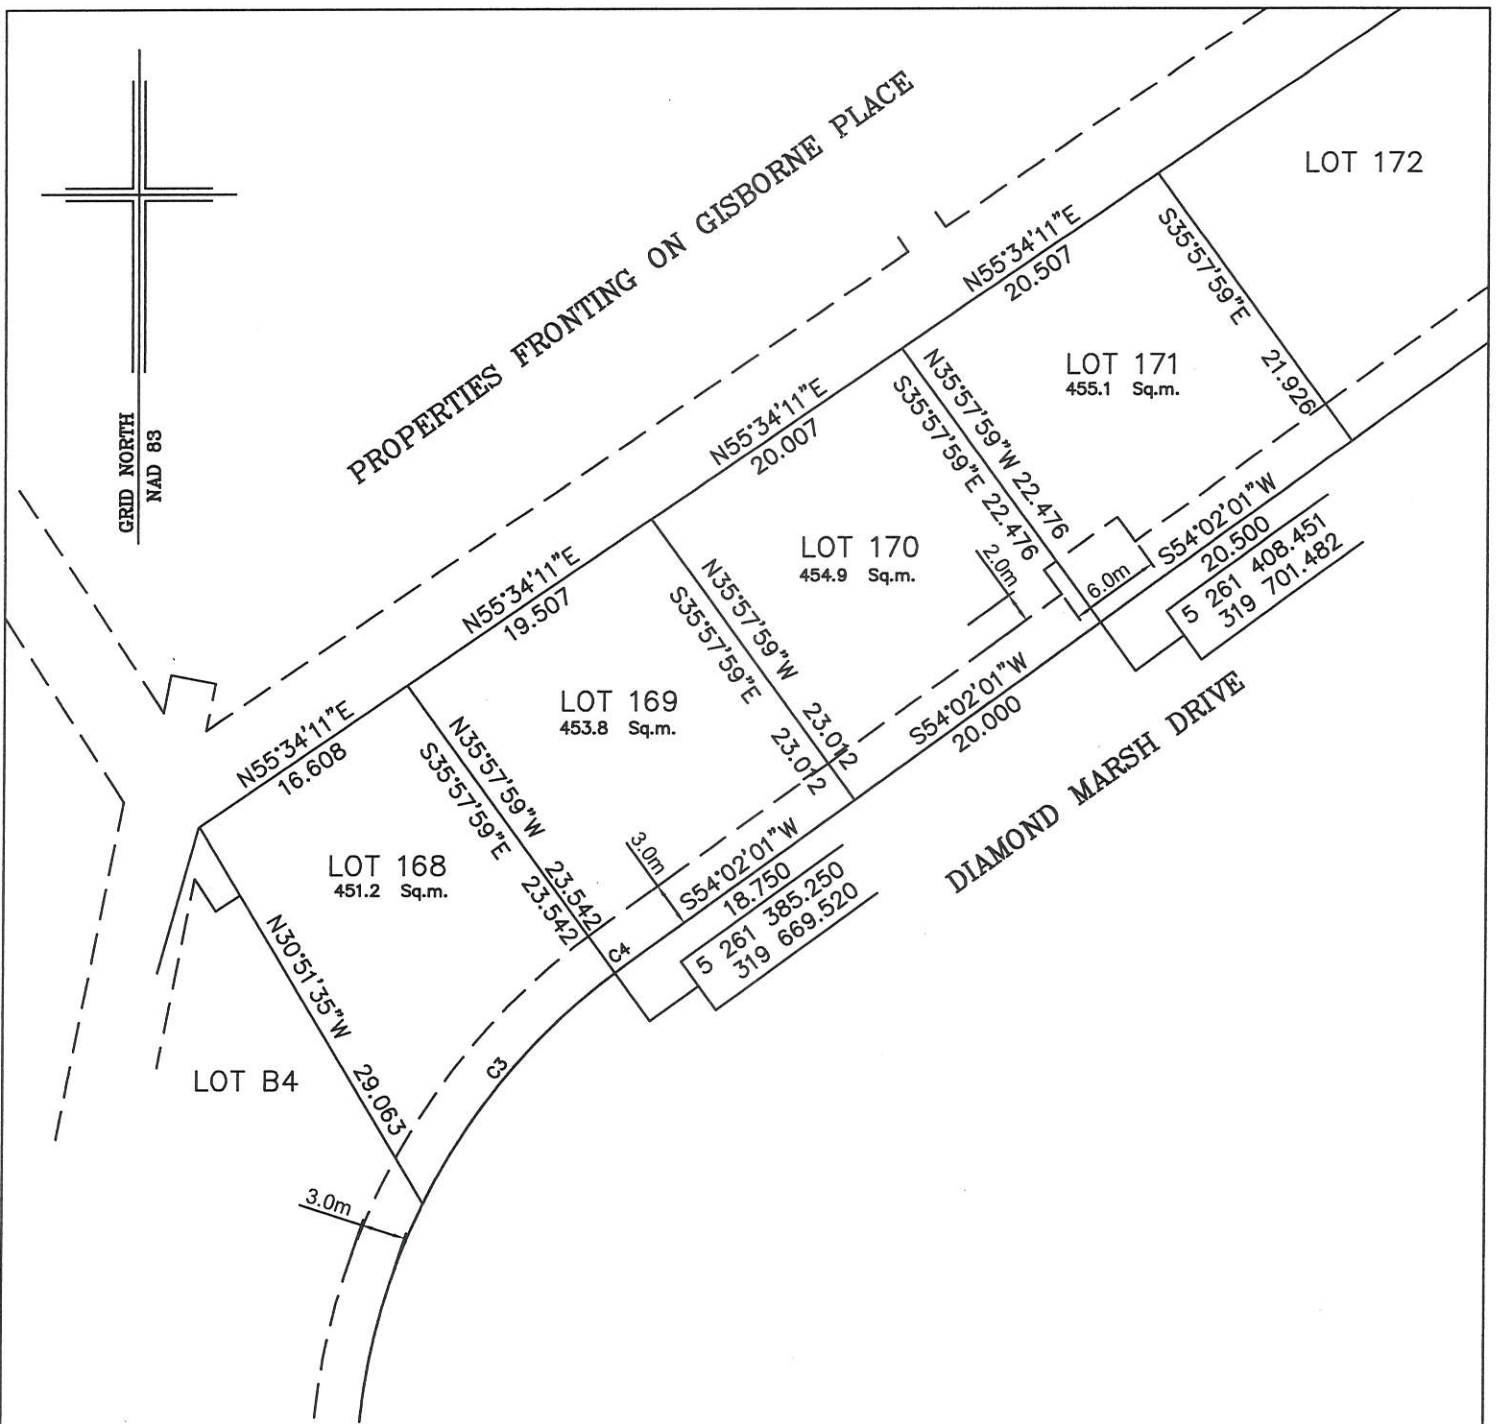 GRID NORTH
NAD 83
PROPERTIES FRONTING ON GISBORNE PLACE
LOT 172
N55°34'11"E
20.507
S35°57'59"E 21.926
LOT 171
455.1 Sq.m.
N55°34'11"E
20.007
N35°57'59"W 22.476
S35°57'59"E 22.476
LOT 170
454.9 Sq.m.
2.0m
6.0m
S54°02'01"W
20.500
5 261 408.451
319 701.482
N55°34'11"E
19.507
N35°57'59"W 23.012
S35°57'59"E 23.012
LOT 169
453.8 Sq.m.
S54°02'01"W
20.000
DIAMOND MARSH DRIVE
N55°34'11"E
16.608
N35°57'59"W 23.542
S35°57'59"E 23.542
LOT 168
451.2 Sq.m.
3.0m
S54°02'01"W
18.750
5 261 385.250
319 669.520
C4
C3
N30°51'35"W 29.063
LOT B4
3.0m